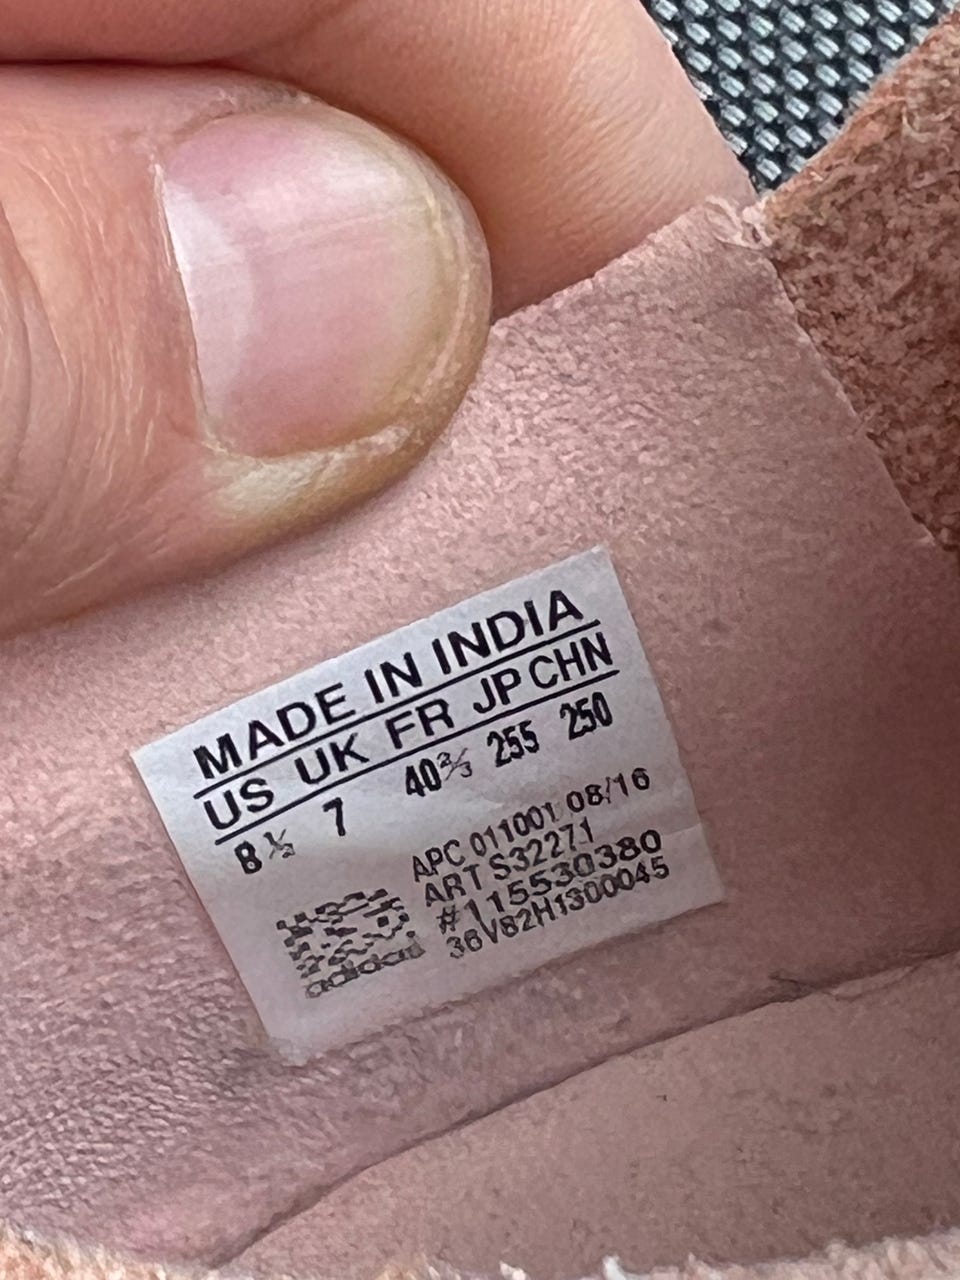 MADE IN INDIA
US UK FR JP CHN
8½ 7 40⅔ 255 250
APC 011001 08/16
ART S32271
#115530380
36V82H1300045
adidas